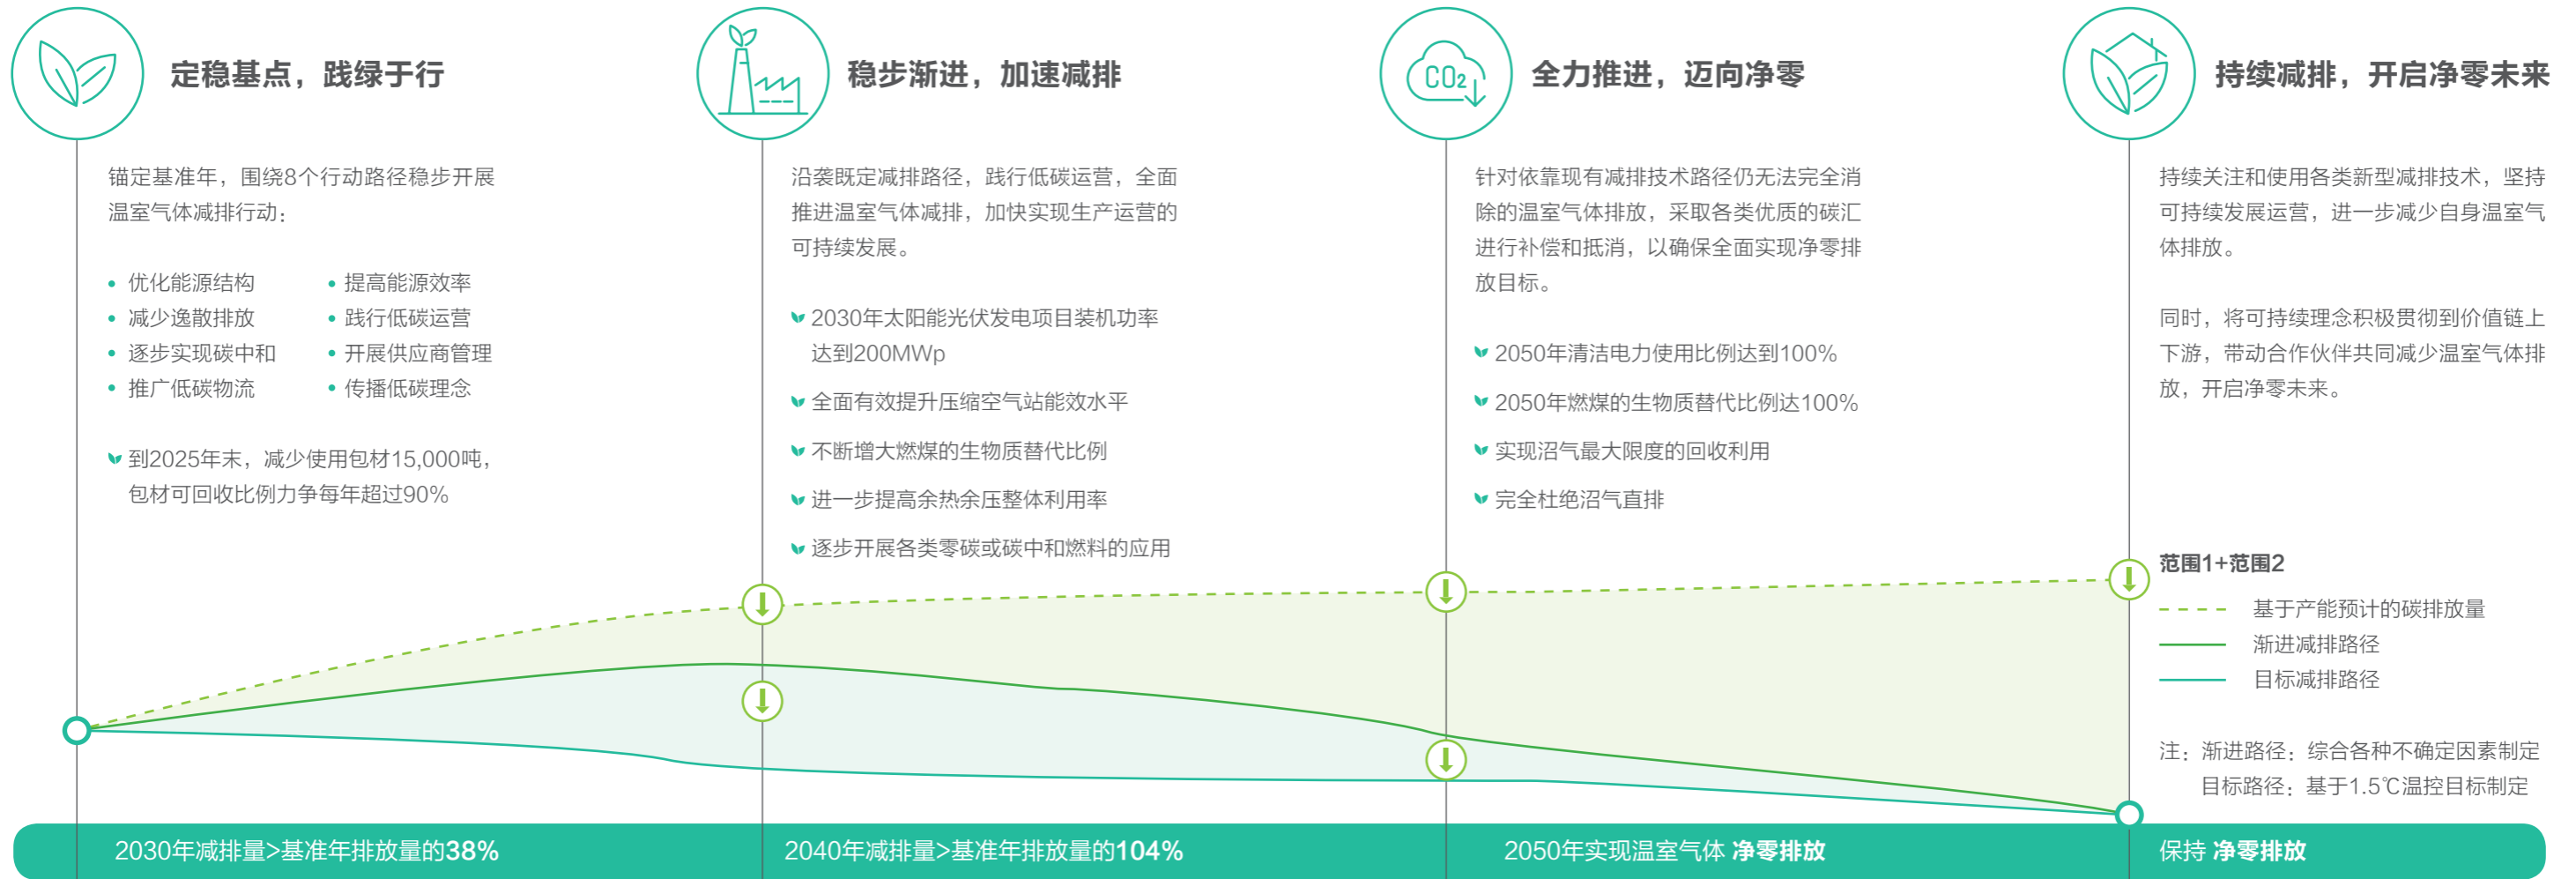 定稳基点，践绿于行
锚定基准年，围绕8个行动路径稳步开展
温室气体减排行动：
优化能源结构
提高能源效率
减少逸散排放
践行低碳运营
逐步实现碳中和
开展供应商管理
推广低碳物流
传播低碳理念
到2025年末，减少使用包材15,000吨，
包材可回收比例力争每年超过90%
稳步渐进，加速减排
沿袭既定减排路径，践行低碳运营，全面
推进温室气体减排，加快实现生产运营的
可持续发展。
2030年太阳能光伏发电项目装机功率
达到200MWp
全面有效提升压缩空气站能效水平
不断增大燃煤的生物质替代比例
进一步提高余热余压整体利用率
逐步开展各类零碳或碳中和燃料的应用
CO₂
全力推进，迈向净零
针对依靠现有减排技术路径仍无法完全消
除的温室气体排放，采取各类优质的碳汇
进行补偿和抵消，以确保全面实现净零排
放目标。
2050年清洁电力使用比例达到100%
2050年燃煤的生物质替代比例达100%
实现沼气最大限度的回收利用
完全杜绝沼气直排
持续减排，开启净零未来
持续关注和使用各类新型减排技术，坚持
可持续发展运营，进一步减少自身温室气
体排放。
同时，将可持续理念积极贯彻到价值链上
下游，带动合作伙伴共同减少温室气体排
放，开启净零未来。
范围1+范围2
基于产能预计的碳排放量
渐进减排路径
目标减排路径
注：渐进路径：综合各种不确定因素制定
目标路径：基于1.5℃温控目标制定
2030年减排量>基准年排放量的38%
2040年减排量>基准年排放量的104%
2050年实现温室气体 净零排放
保持 净零排放